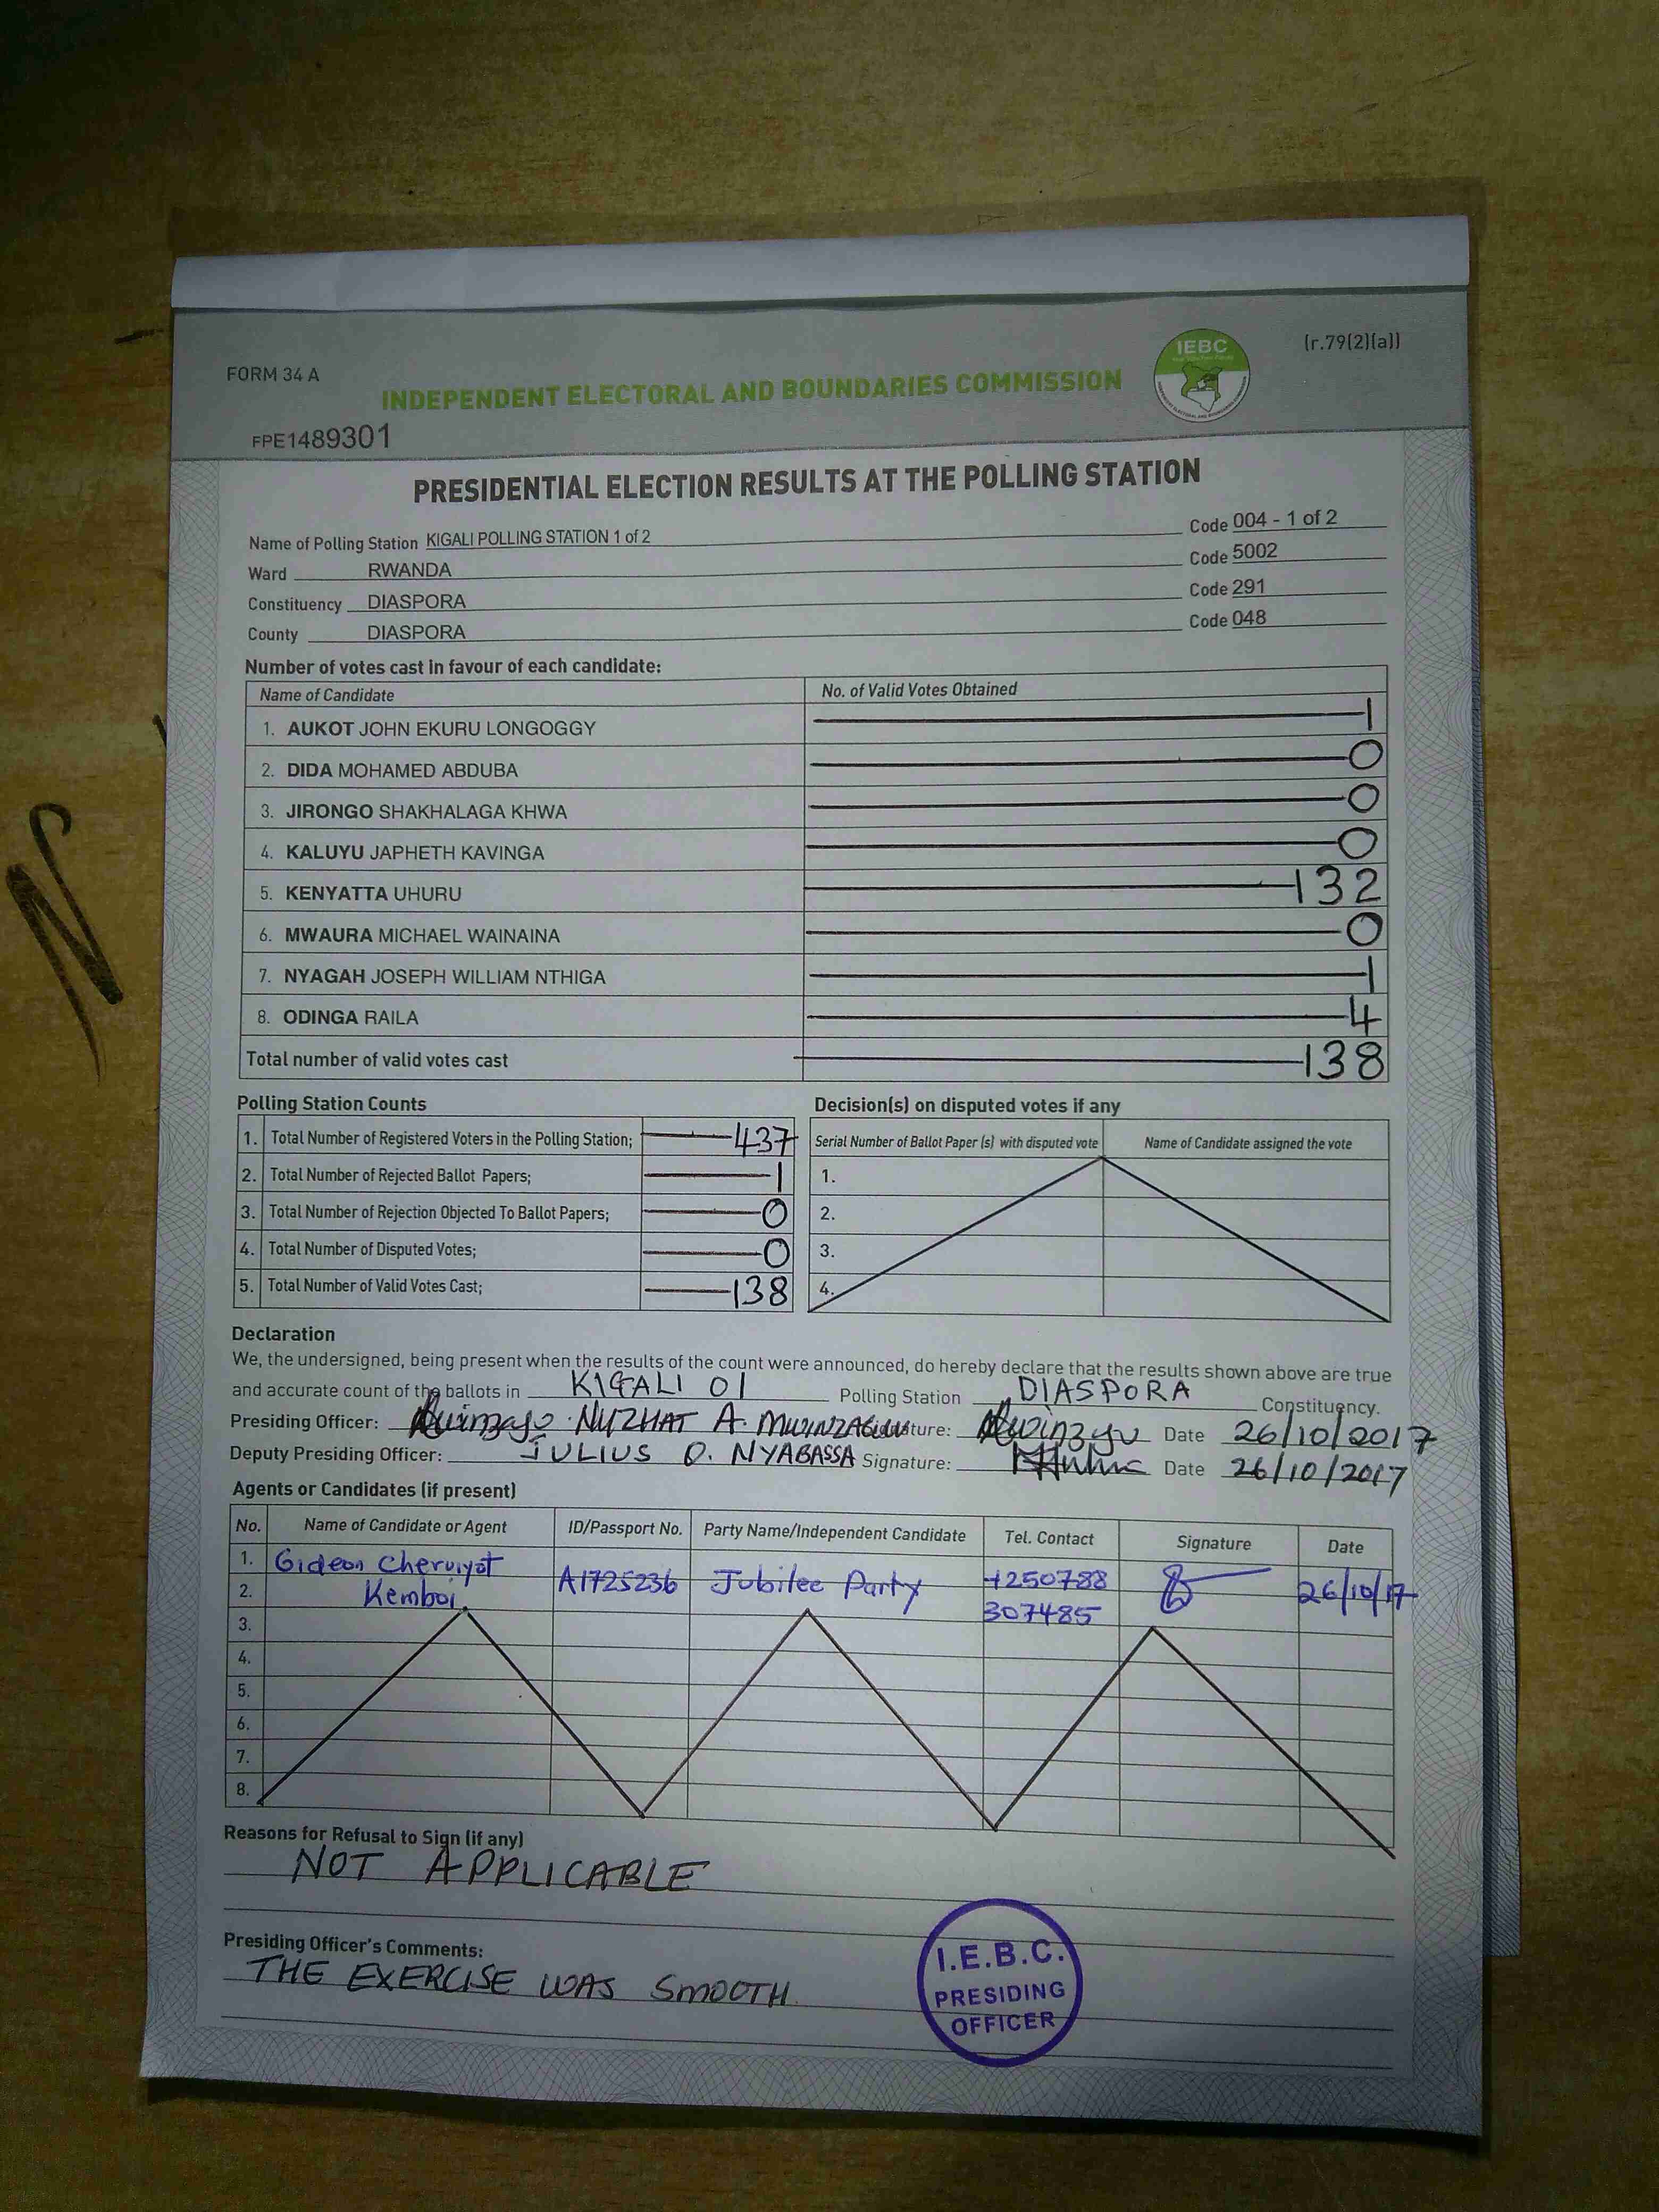 (r.79(2)(a))
IEBC
FORM 34 A
INDEPENDENT ELECTORAL AND BOUNDARIES COMMISSION
FPE1489301
PRESIDENTIAL ELECTION RESULTS AT THE POLLING STATION
Name of Polling Station KIGALI POLLING STATION 1 of 2 Code 004 - 1 of 2
Ward RWANDA Code 5002
Constituency DIASPORA Code 291
County DIASPORA Code 048
Number of votes cast in favour of each candidate:
Name of Candidate No. of Valid Votes Obtained
1. AUKOT JOHN EKURU LONGOGGY 1
2. DIDA MOHAMED ABDUBA 0
3. JIRONGO SHAKHALAGA KHWA 0
4. KALUYU JAPHETH KAVINGA 0
5. KENYATTA UHURU 132
6. MWAURA MICHAEL WAINAINA 0
7. NYAGAH JOSEPH WILLIAM NTHIGA 1
8. ODINGA RAILA 4
Total number of valid votes cast 138
Polling Station Counts
1. Total Number of Registered Voters in the Polling Station; 437
2. Total Number of Rejected Ballot Papers; 1
3. Total Number of Rejection Objected To Ballot Papers; 0
4. Total Number of Disputed Votes; 0
5. Total Number of Valid Votes Cast; 138
Decision(s) on disputed votes if any
Serial Number of Ballot Paper (s) with disputed vote Name of Candidate assigned the vote
1.
2.
3.
4.
Declaration
We, the undersigned, being present when the results of the count were announced, do hereby declare that the results shown above are true
and accurate count of the ballots in KIGALI 01 Polling Station DIASPORA Constituency.
Presiding Officer: NUZHAT A. Signature: Date 26/10/2017
Deputy Presiding Officer: JULIUS O. NYABASSA Signature: Date 26/10/2017
Agents or Candidates (if present)
No. Name of Candidate or Agent ID/Passport No. Party Name/Independent Candidate Tel. Contact Signature Date
1. Gideon Cheruiyot A1725236 Jubilee Party +250788 26/10/17
2. Kemboi 307485
3.
4.
5.
6.
7.
8.
Reasons for Refusal to Sign (if any)
NOT APPLICABLE
Presiding Officer's Comments:
THE EXERCISE WAS SMOOTH.
I.E.B.C.
PRESIDING
OFFICER
N